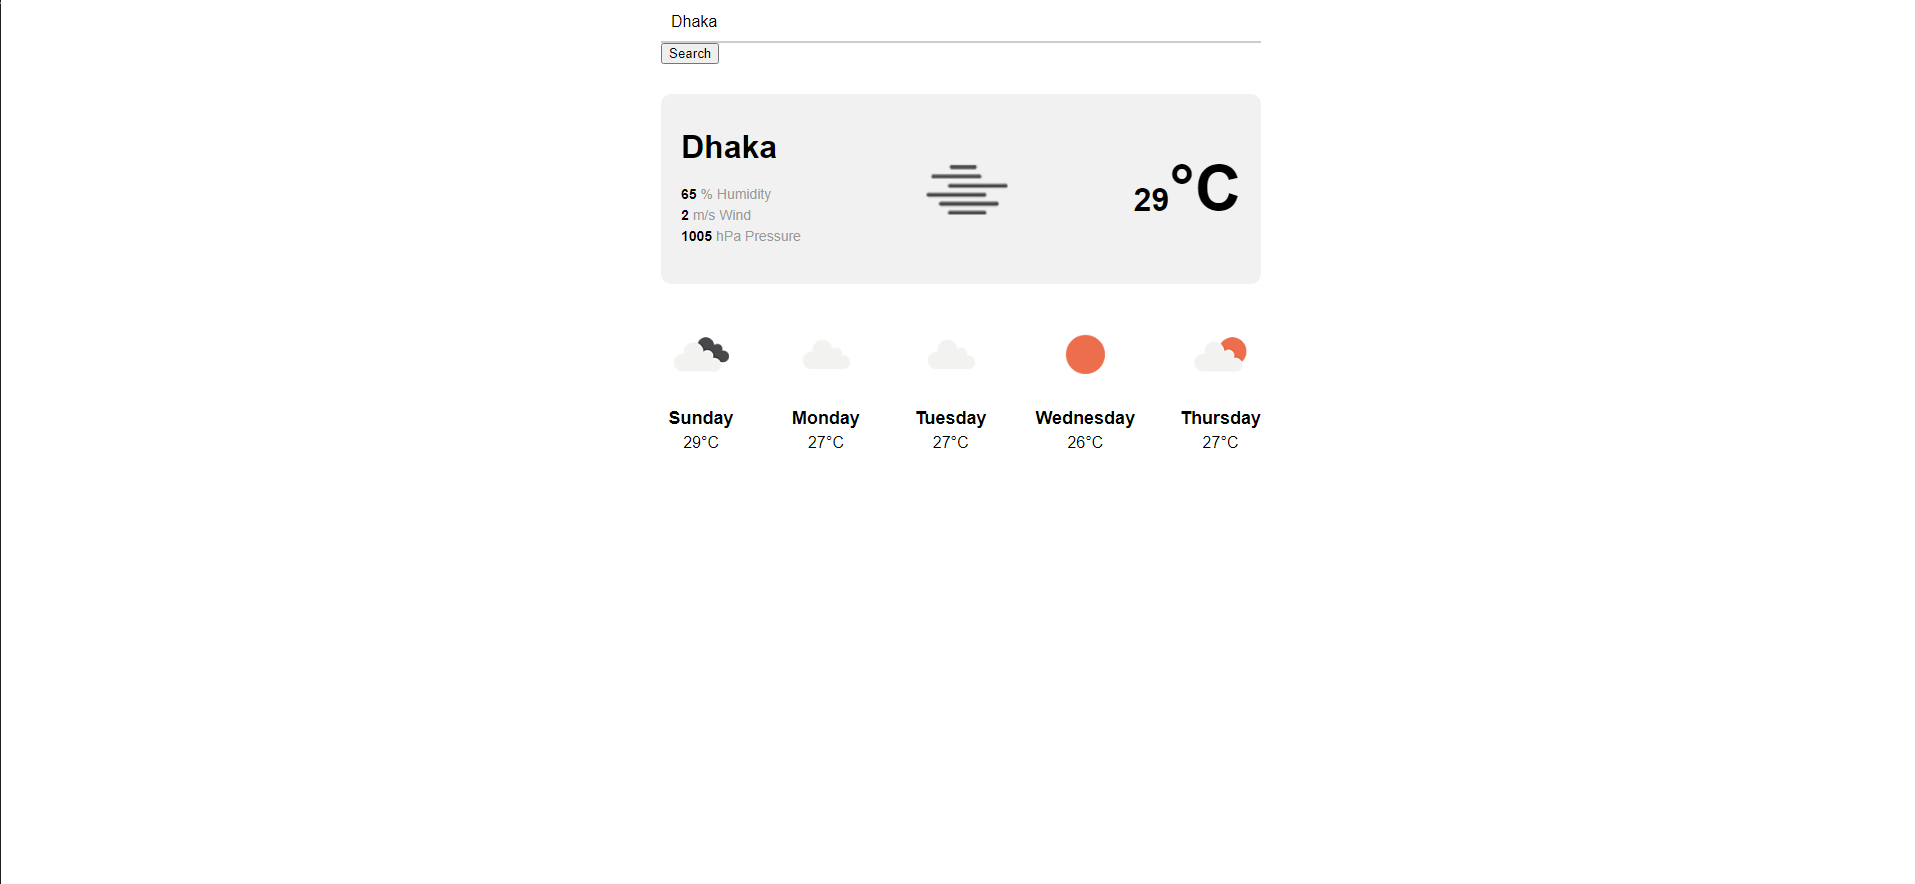 Dhaka
Search
Dhaka
65 % Humidity
2 m/s Wind
1005 hPa Pressure
29°C
Sunday Monday Tuesday Wednesday Thursday
29°C 27°C 27°C 26°C 27°C